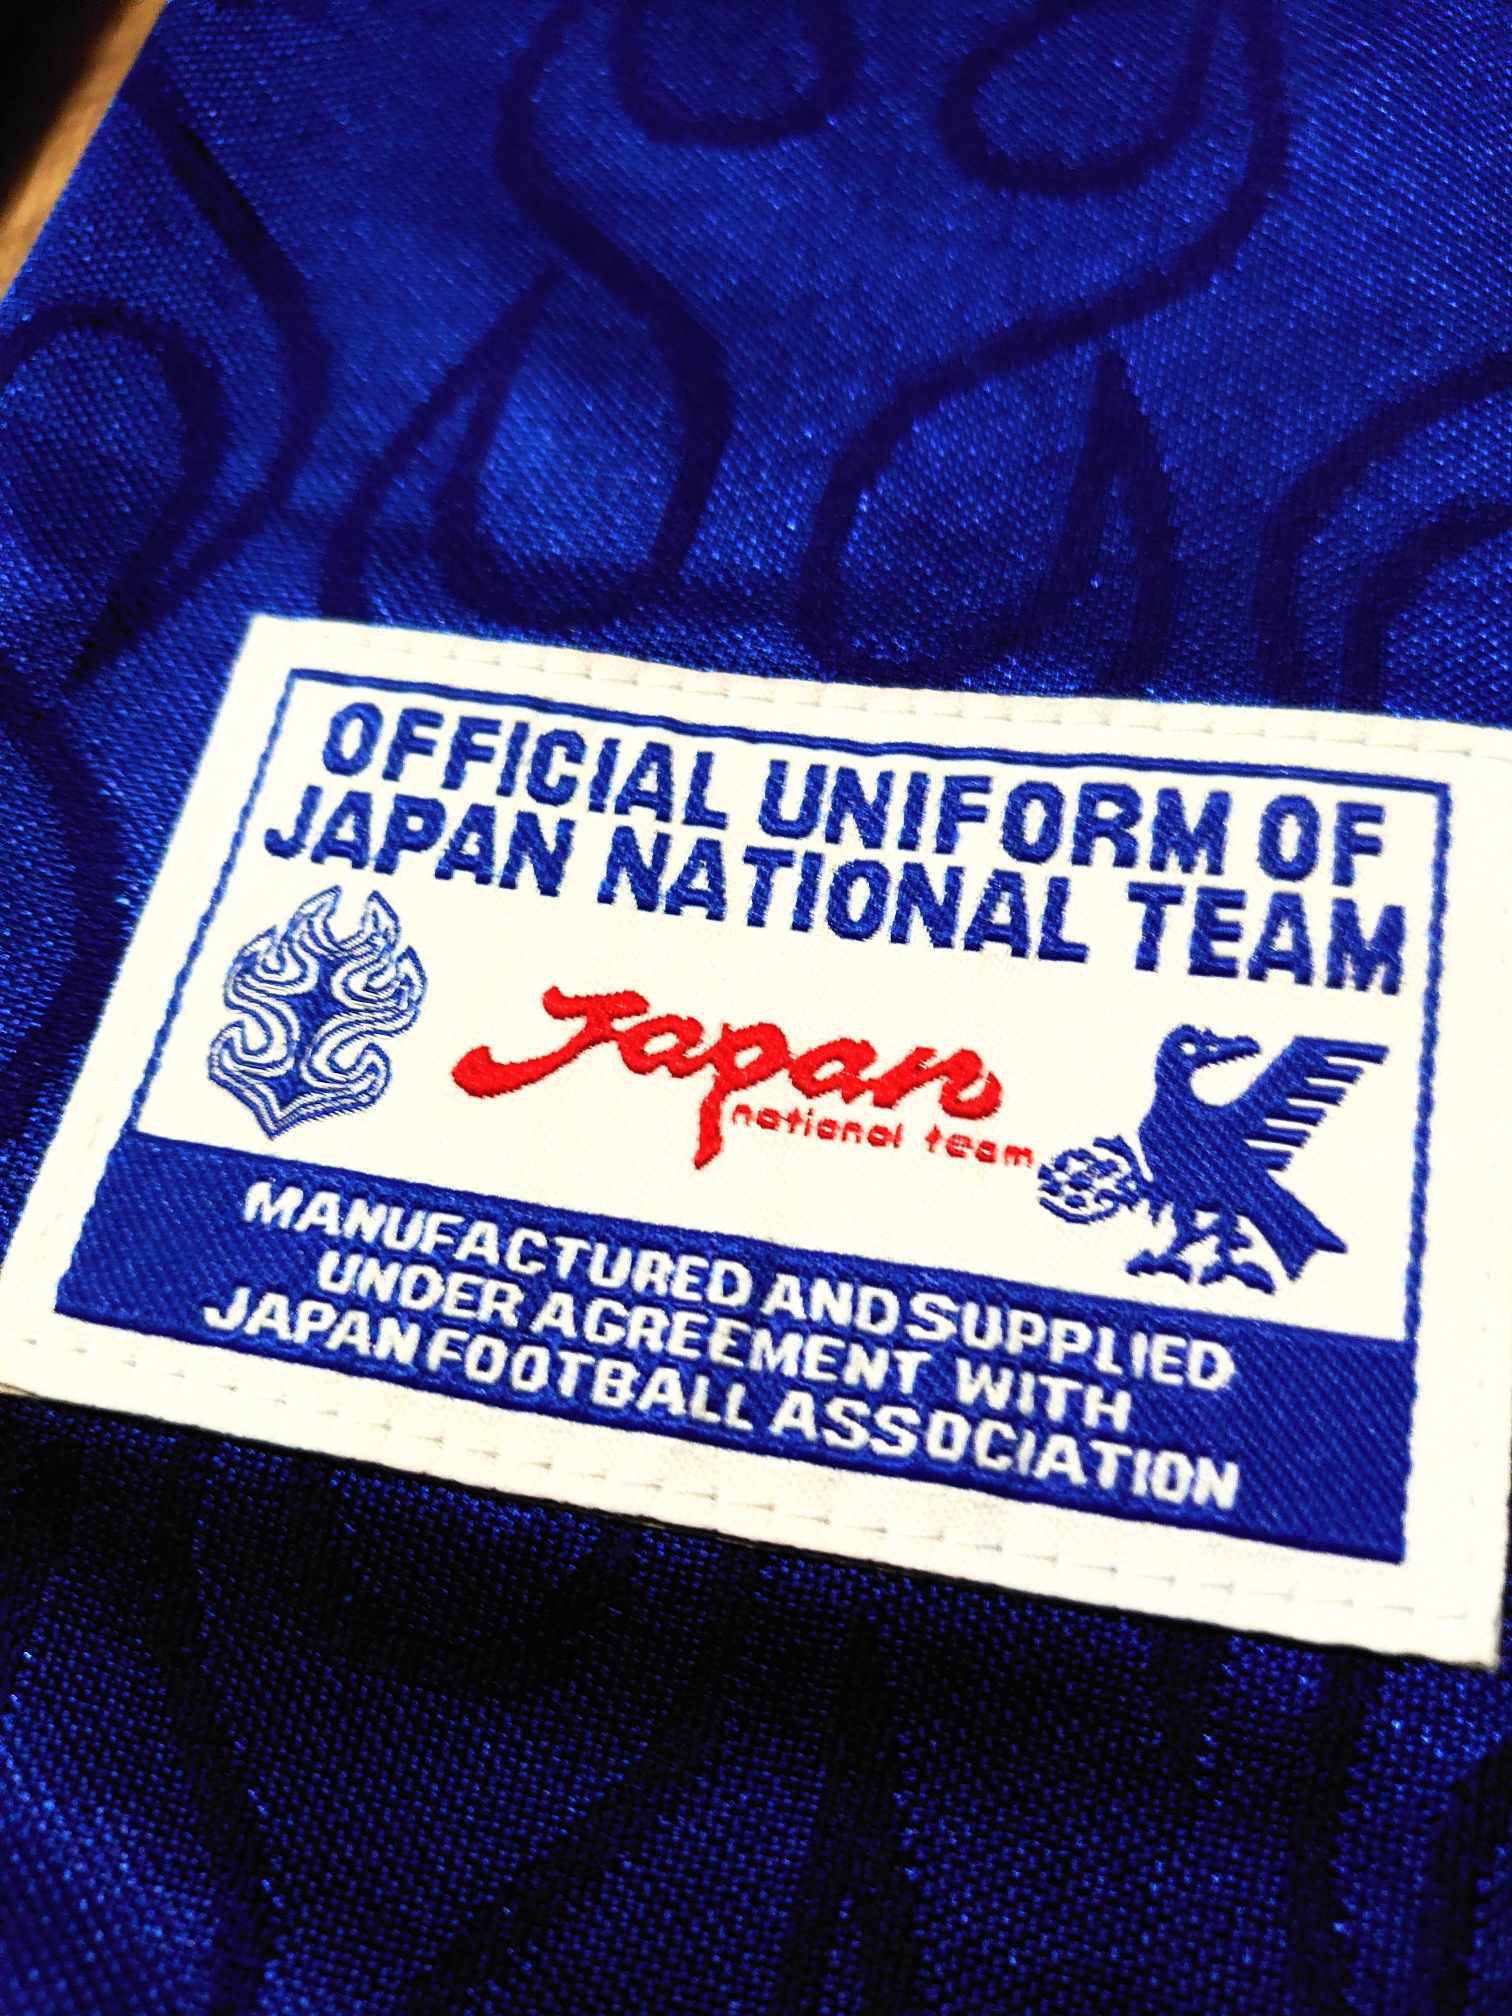 OFFICIAL UNIFORM OF
JAPAN NATIONAL TEAM
Japan
national team
MANUFACTURED AND SUPPLIED
UNDER AGREEMENT WITH
JAPAN FOOTBALL ASSOCIATION